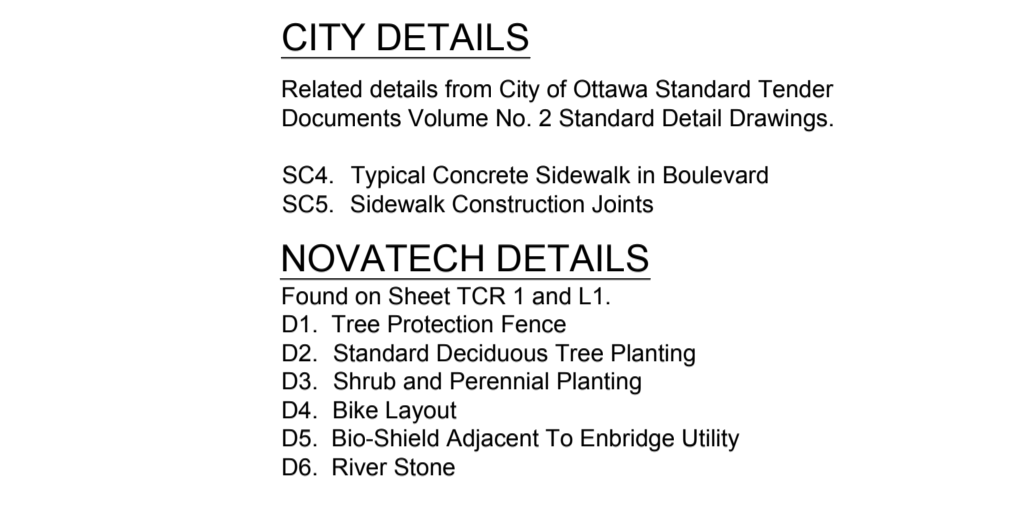 CITY DETAILS
Related details from City of Ottawa Standard Tender
Documents Volume No. 2 Standard Detail Drawings.
SC4. Typical Concrete Sidewalk in Boulevard
SC5. Sidewalk Construction Joints
NOVATECH DETAILS
Found on Sheet TCR 1 and L1.
D1. Tree Protection Fence
D2. Standard Deciduous Tree Planting
D3. Shrub and Perennial Planting
D4. Bike Layout
D5. Bio-Shield Adjacent To Enbridge Utility
D6. River Stone